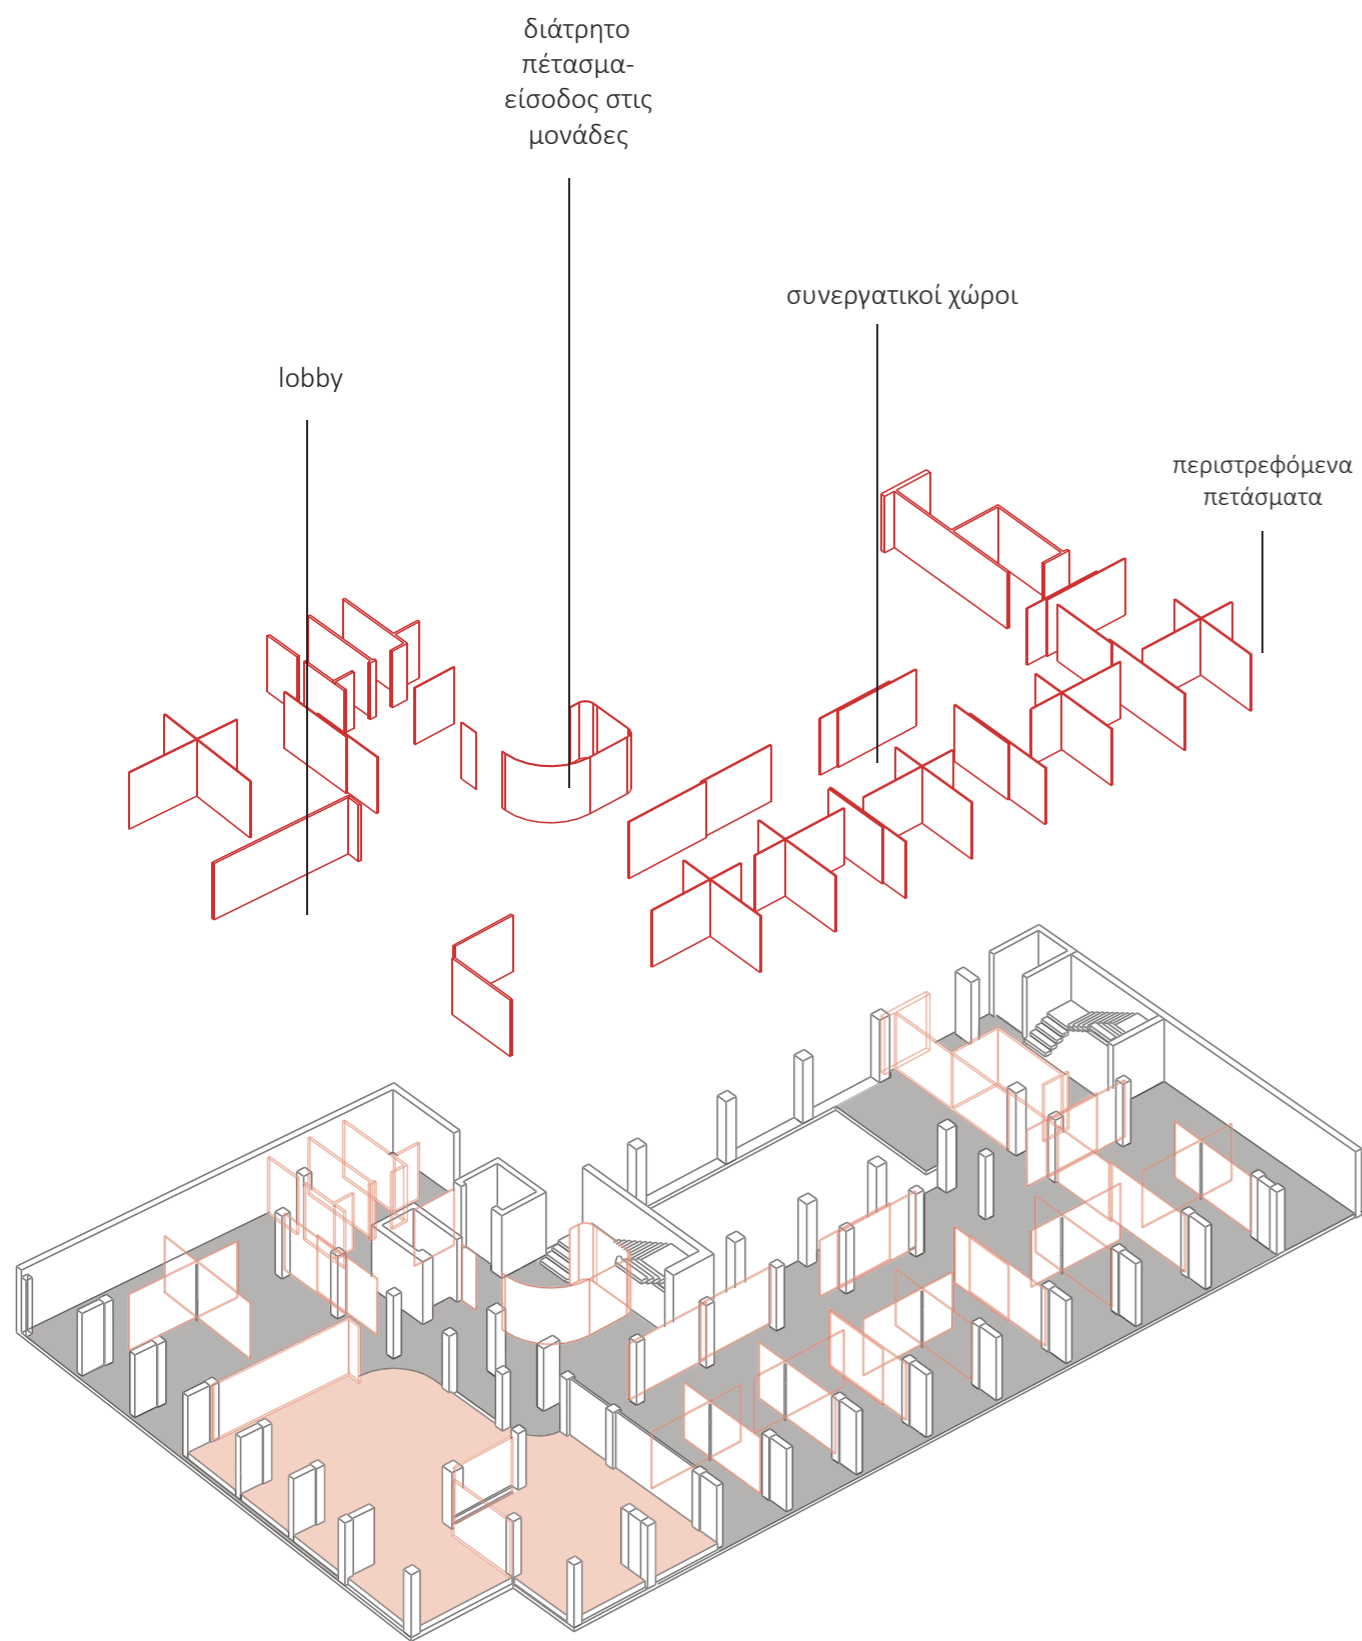 διάτρητο
πέτασμα-
είσοδος στις
μονάδες
συνεργατικοί χώροι
lobby
περιστρεφόμενα
πετάσματα